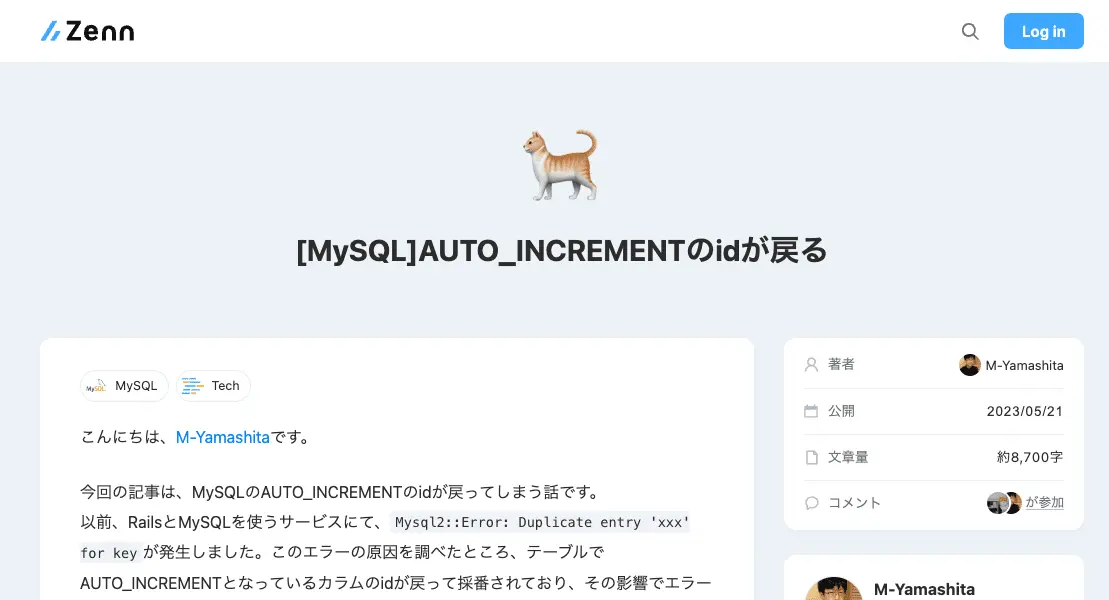 Zenn
Log in
[MySQL]AUTO_INCREMENTのidが戻る
MySQL
Tech
こんにちは、M-Yamashitaです。
今回の記事は、MySQLのAUTO_INCREMENTのidが戻ってしまう話です。
以前、RailsとMySQLを使うサービスにて、 Mysql2::Error: Duplicate entry 'xxx'
for key が発生しました。このエラーの原因を調べたところ、テーブルで
AUTO_INCREMENTとなっているカラムのidが戻って採番されており、その影響でエラー
著者 M-Yamashita
公開 2023/05/21
文章量 約8,700字
コメント が参加
M-Yamashita